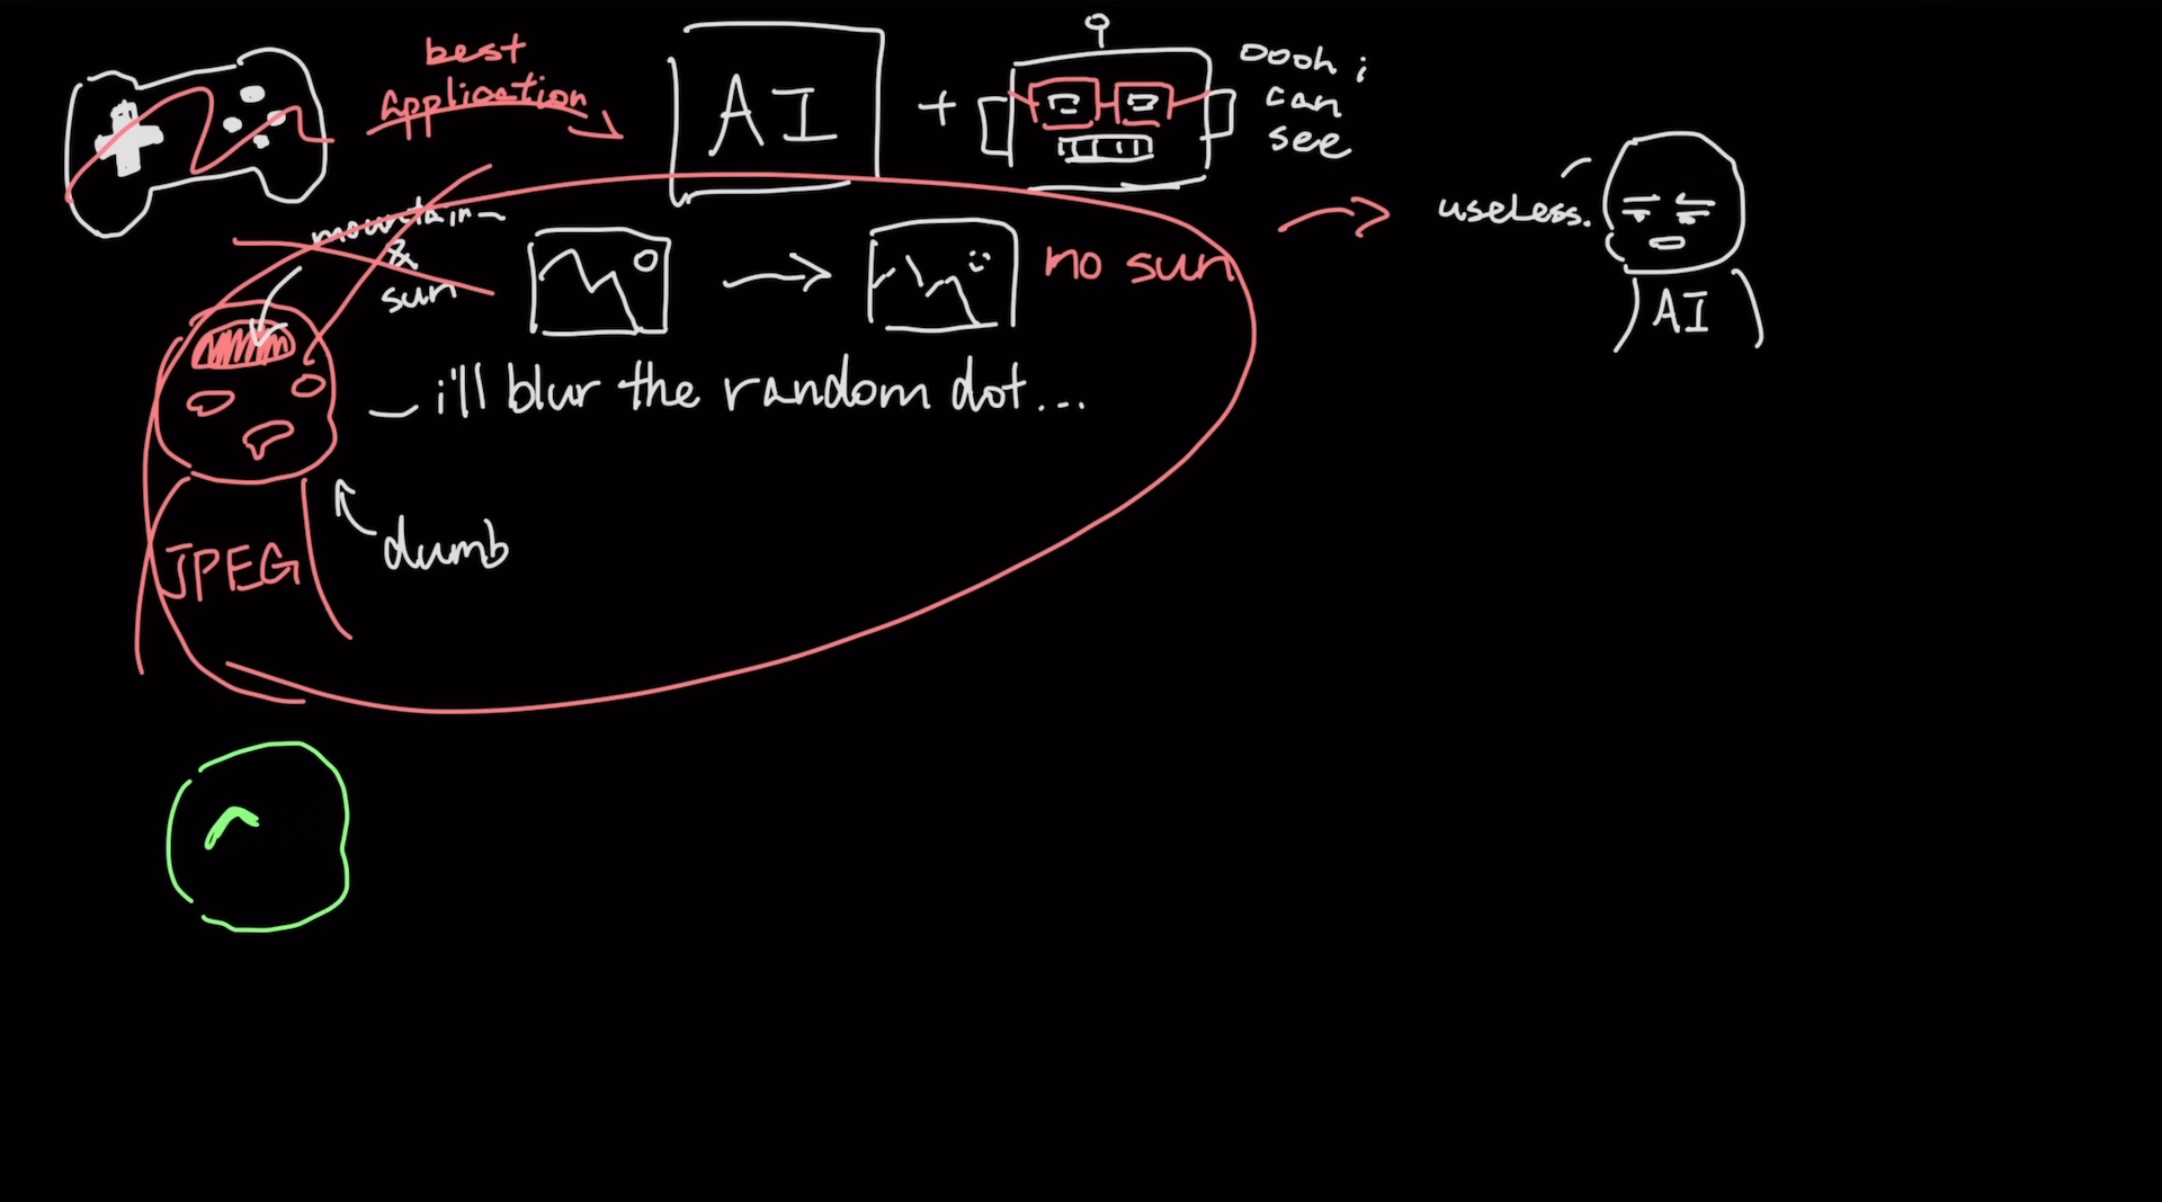 best
application
AI
+
oooh i
can
see
mountain
&
sun
no sun
useless.
AI
i'll blur the random dot...
dumb
JPEG